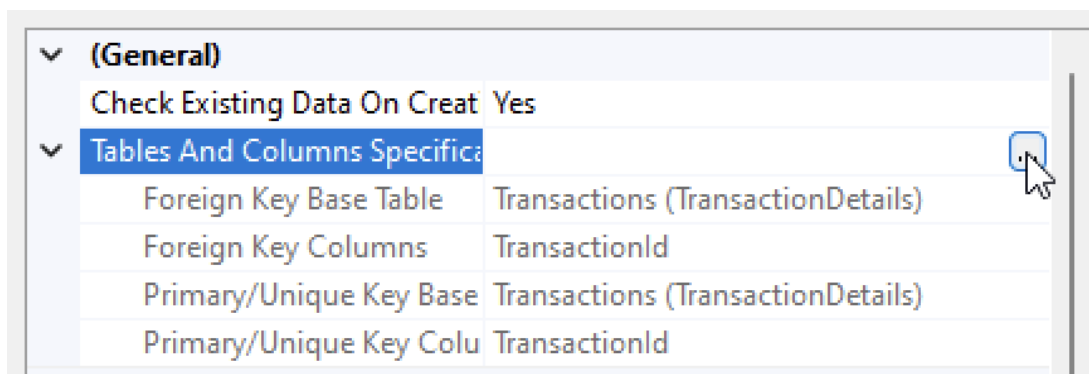 (General)
Check Existing Data On Creat Yes
Tables And Columns Specifica
Foreign Key Base Table Transactions (TransactionDetails)
Foreign Key Columns TransactionId
Primary/Unique Key Base Transactions (TransactionDetails)
Primary/Unique Key Colu TransactionId